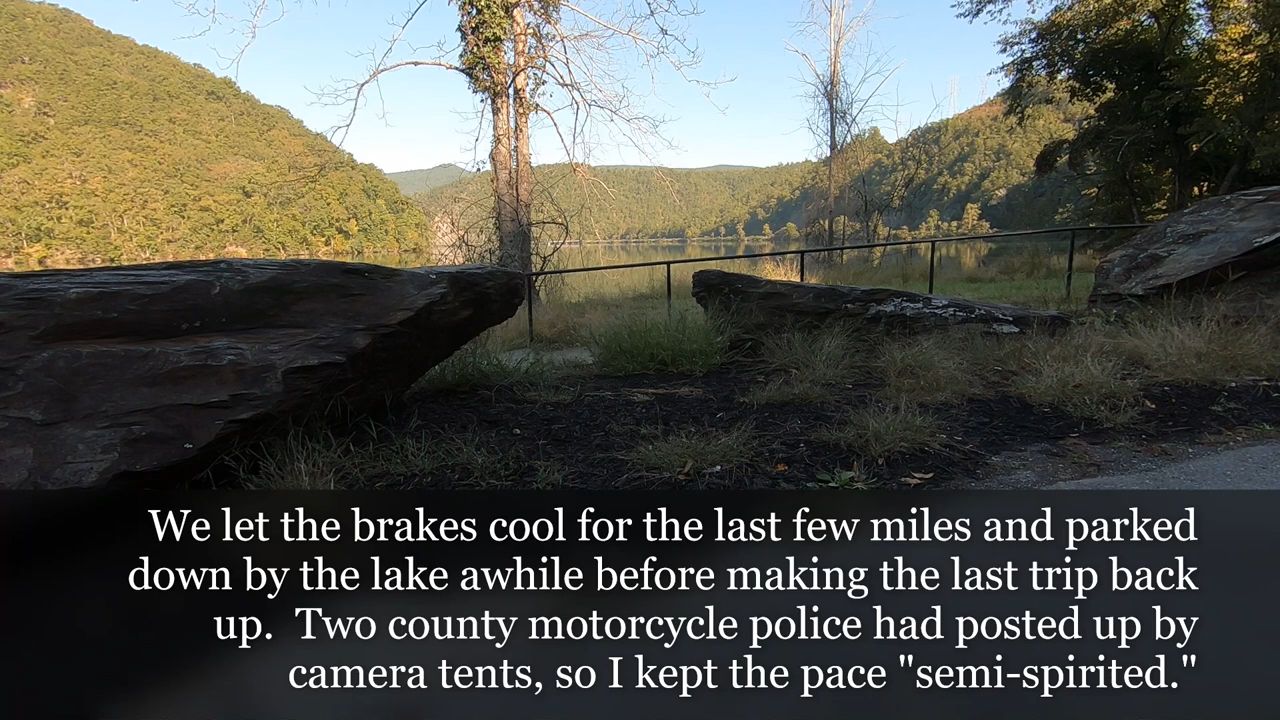 We let the brakes cool for the last few miles and parked
down by the lake awhile before making the last trip back
up.  Two county motorcycle police had posted up by
camera tents, so I kept the pace "semi-spirited."